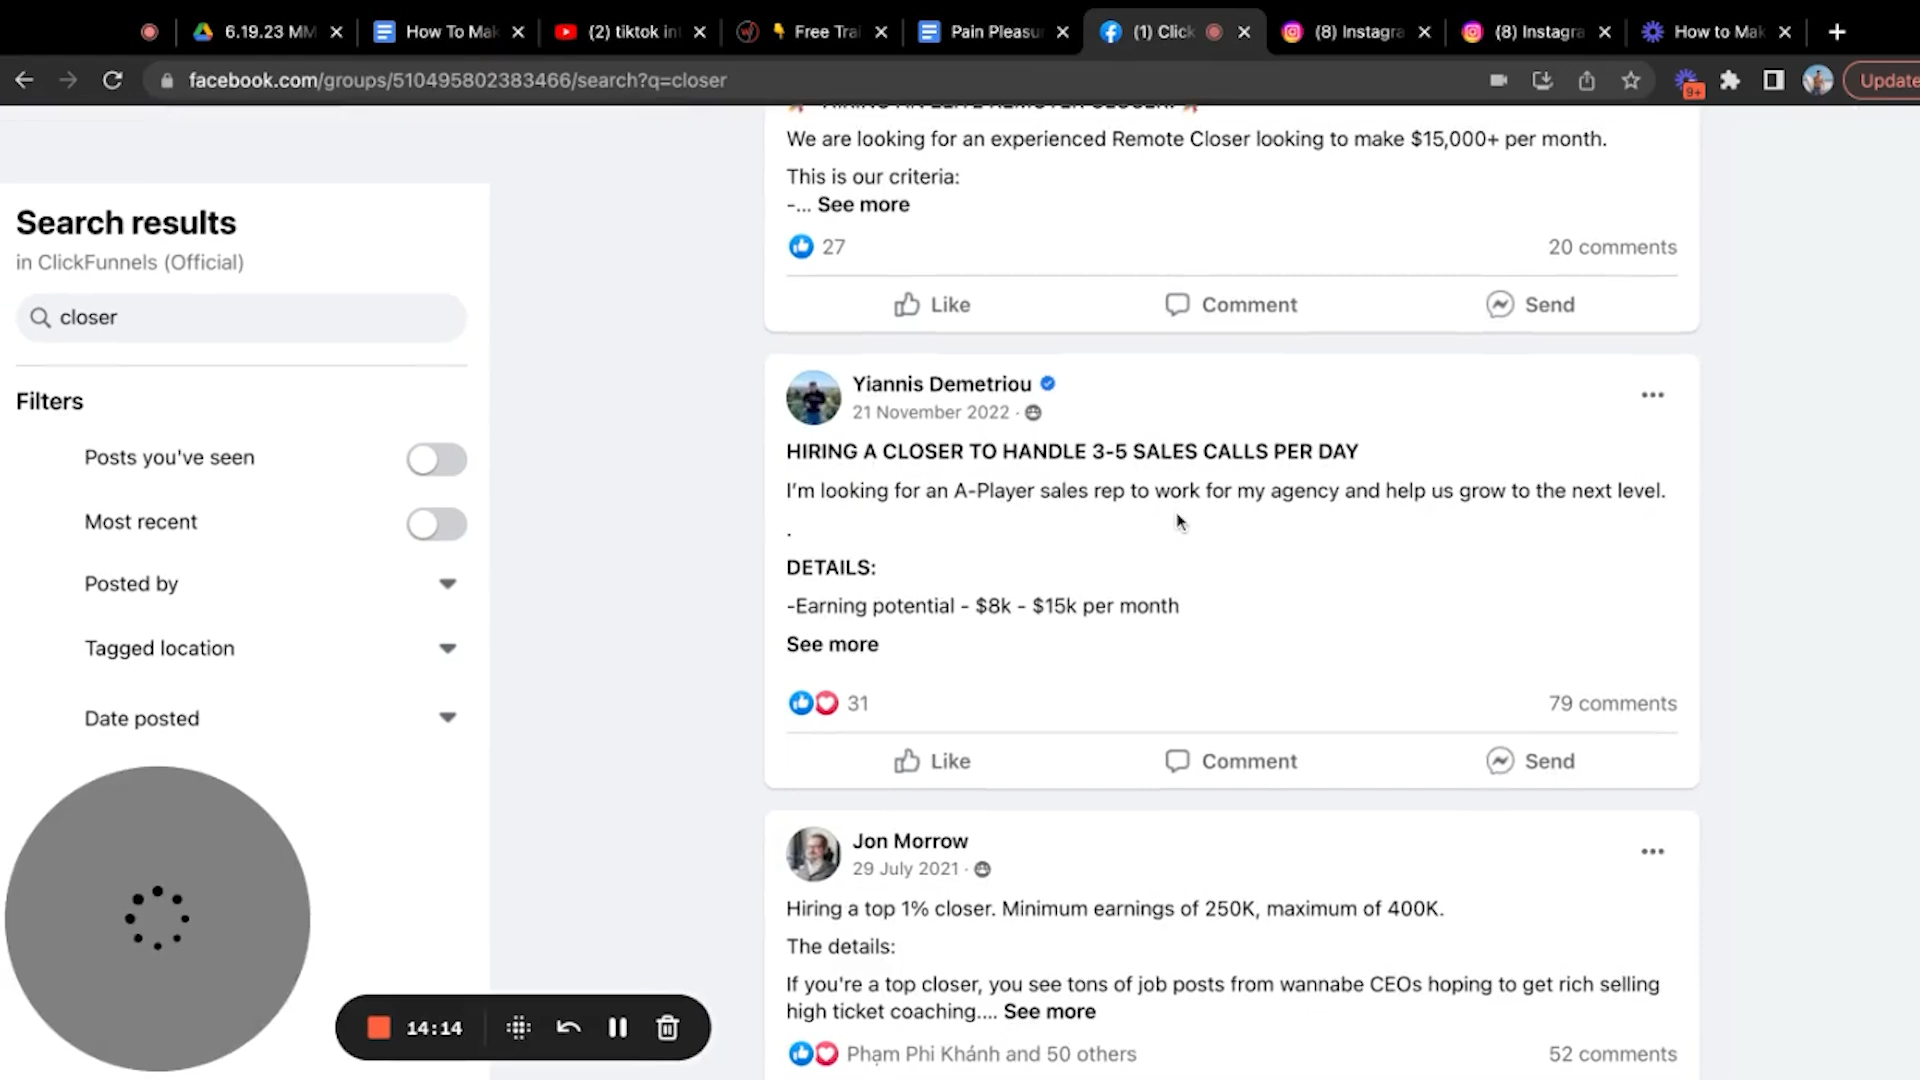 6.19.23 MM
How To Mak
(2) tiktok int
Free Trai
Pain Pleasu
(1) Click
(8) Instagra
(8) Instagra
How to Mak
facebook.com/groups/510495802383466/search?q=closer
9+
Update
Search results
in ClickFunnels (Official)
closer
Filters
Posts you've seen
Most recent
Posted by
Tagged location
Date posted
14:14
We are looking for an experienced Remote Closer looking to make $15,000+ per month.
This is our criteria:
-... See more
27
20 comments
Like
Comment
Send
Yiannis Demetriou
21 November 2022 ·
HIRING A CLOSER TO HANDLE 3-5 SALES CALLS PER DAY
I'm looking for an A-Player sales rep to work for my agency and help us grow to the next level.
.
DETAILS:
-Earning potential - $8k - $15k per month
See more
31
79 comments
Like
Comment
Send
Jon Morrow
29 July 2021 ·
Hiring a top 1% closer. Minimum earnings of 250K, maximum of 400K.
The details:
If you're a top closer, you see tons of job posts from wannabe CEOs hoping to get rich selling
high ticket coaching.... See more
Phạm Phi Khánh and 50 others
52 comments